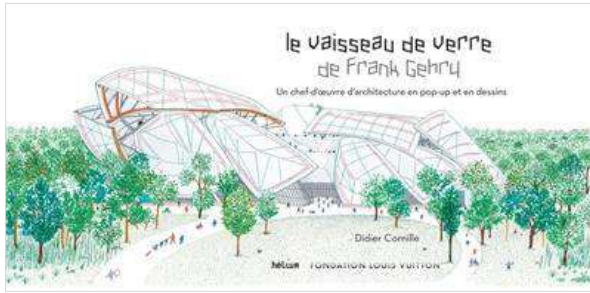 le vaisseau de verre
de Frank Gehry
Un chef-d'œuvre d'architecture en pop-up et en dessins
Didier Cornille
hélium FONDATION LOUIS VUITTON